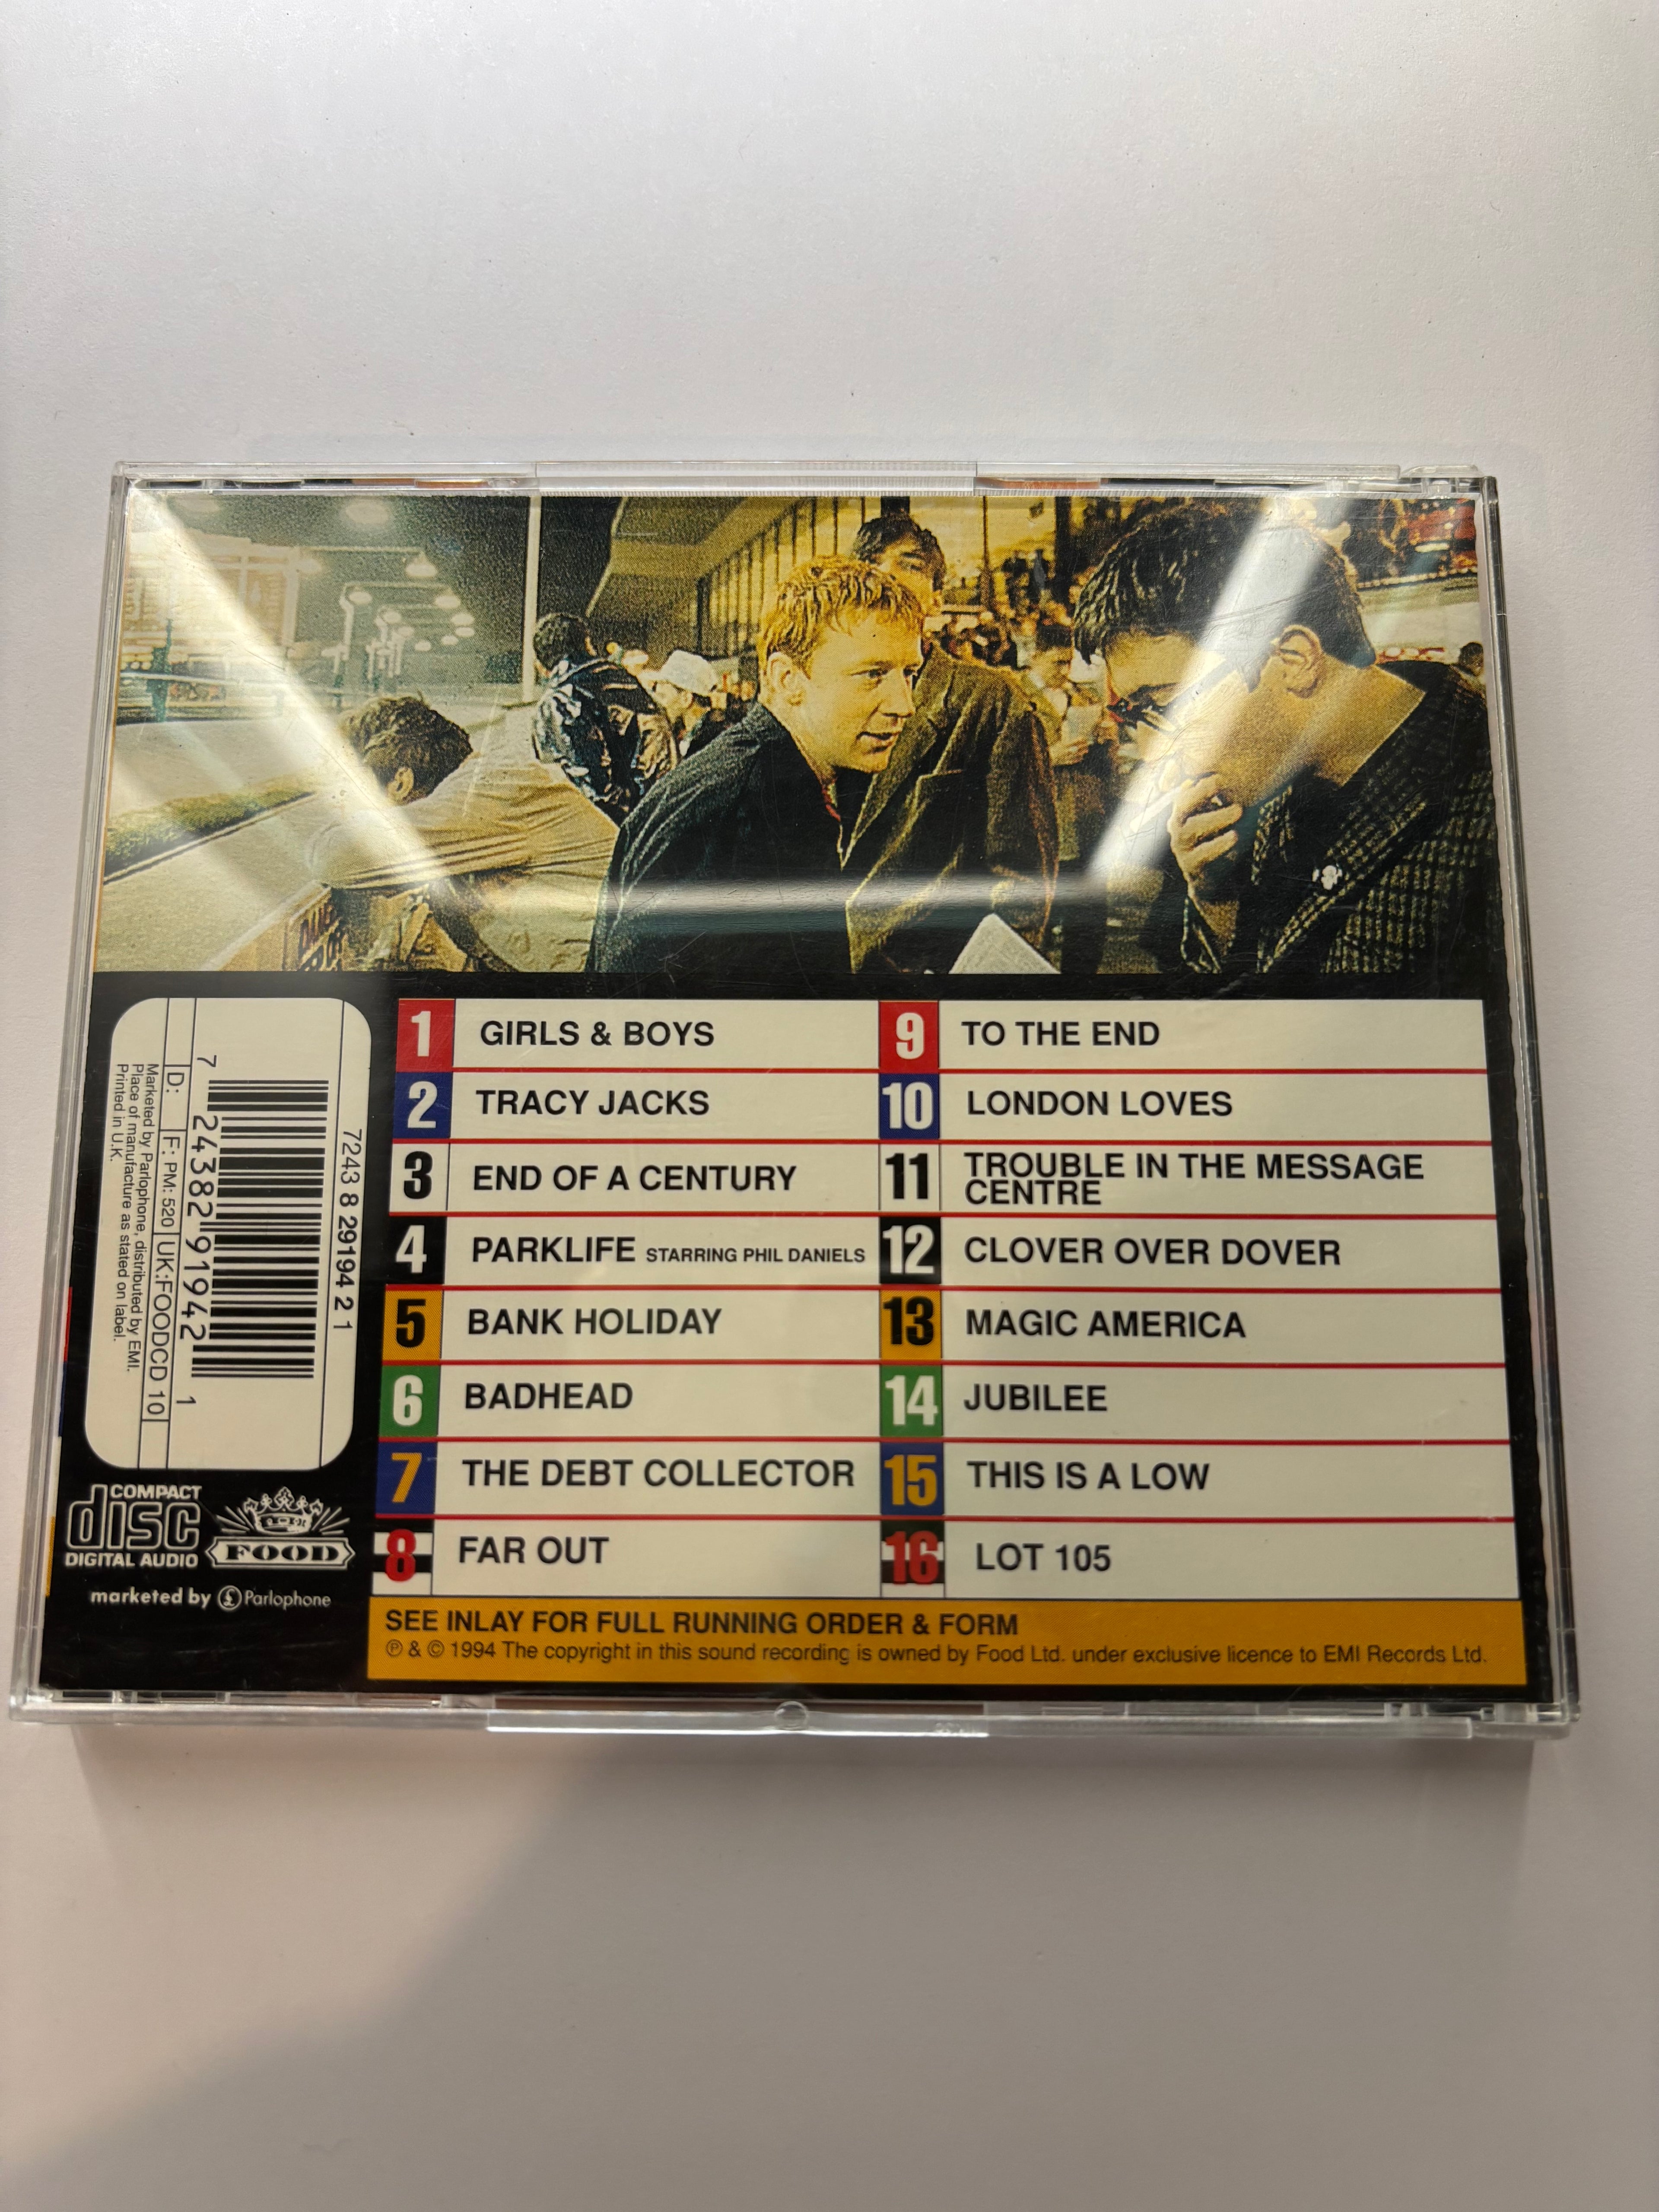 1 GIRLS & BOYS
2 TRACY JACKS
3 END OF A CENTURY
4 PARKLIFE STARRING PHIL DANIELS
5 BANK HOLIDAY
6 BADHEAD
7 THE DEBT COLLECTOR
8 FAR OUT
9 TO THE END
10 LONDON LOVES
11 TROUBLE IN THE MESSAGE
CENTRE
12 CLOVER OVER DOVER
13 MAGIC AMERICA
14 JUBILEE
15 THIS IS A LOW
16 LOT 105
SEE INLAY FOR FULL RUNNING ORDER & FORM
℗ & © 1994 The copyright in this sound recording is owned by Food Ltd. under exclusive licence to EMI Records Ltd.
7243 8 29194 2 1
7 24382 91942 1
D: F: PM: 520 UK:FOODCD 10
Marketed by Parlophone, distributed by EMI.
Place of manufacture as stated on label.
Printed in U.K.
COMPACT
disc
DIGITAL AUDIO
FOOD
marketed by £ Parlophone